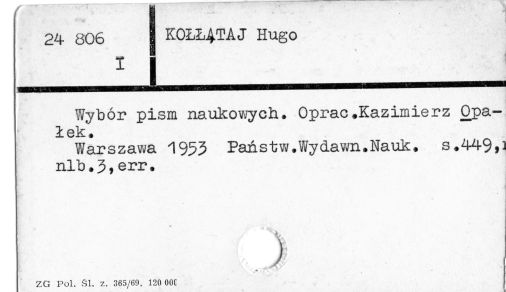 24 806
I
KOŁŁĄTAJ Hugo
Wybór pism naukowych. Oprac.Kazimierz Opa-
łek.
Warszawa 1953 Państw.Wydawn.Nauk. s.449,
nlb.3,err.
ZG Pol. Śl. z. 365/69. 120 000